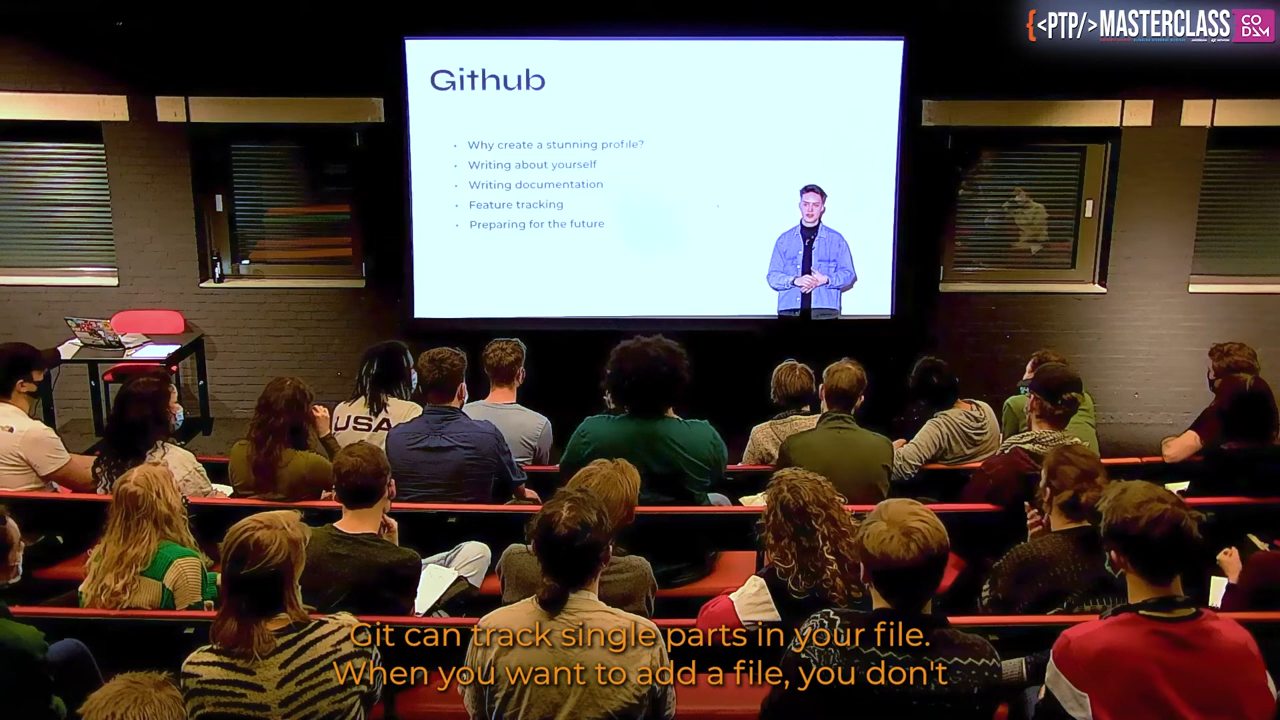 {<PTP/>MASTERCLASS
CO
D>M
Github
• Why create a stunning profile?
• Writing about yourself
• Writing documentation
• Feature tracking
• Preparing for the future
USA
Git can track single parts in your file.
When you want to add a file, you don't